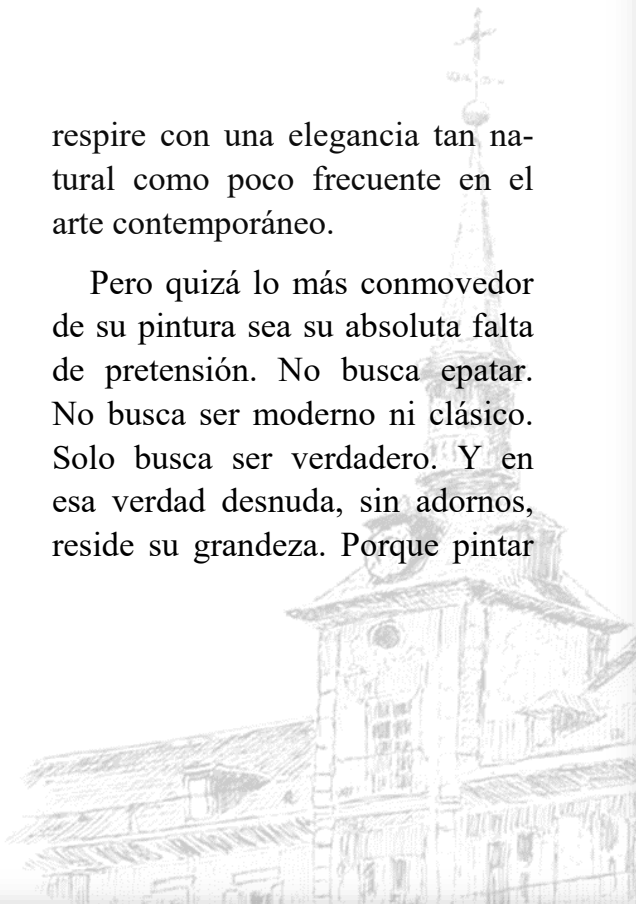 respire con una elegancia tan na-
tural como poco frecuente en el
arte contemporáneo.
Pero quizá lo más conmovedor
de su pintura sea su absoluta falta
de pretensión. No busca epatar.
No busca ser moderno ni clásico.
Solo busca ser verdadero. Y en
esa verdad desnuda, sin adornos,
reside su grandeza. Porque pintar